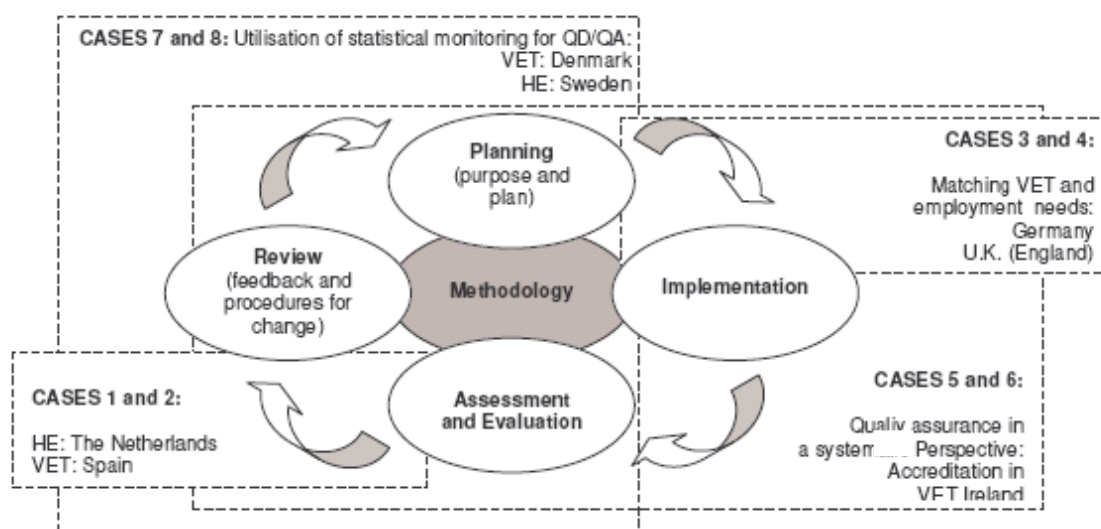 CASES 7 and 8: Utilisation of statistical monitoring for QD/QA:
VET: Denmark
HE: Sweden
Planning
(purpose and
plan)
CASES 3 and 4:
Matching VET and
employment needs:
Germany
U.K. (England)
Review
(feedback and
procedures for
change)
Methodology
Implementation
CASES 1 and 2:
HE: The Netherlands
VET: Spain
Assessment
and Evaluation
CASES 5 and 6:
assurance in
a Perspective:
Accreditation in
VET Ireland